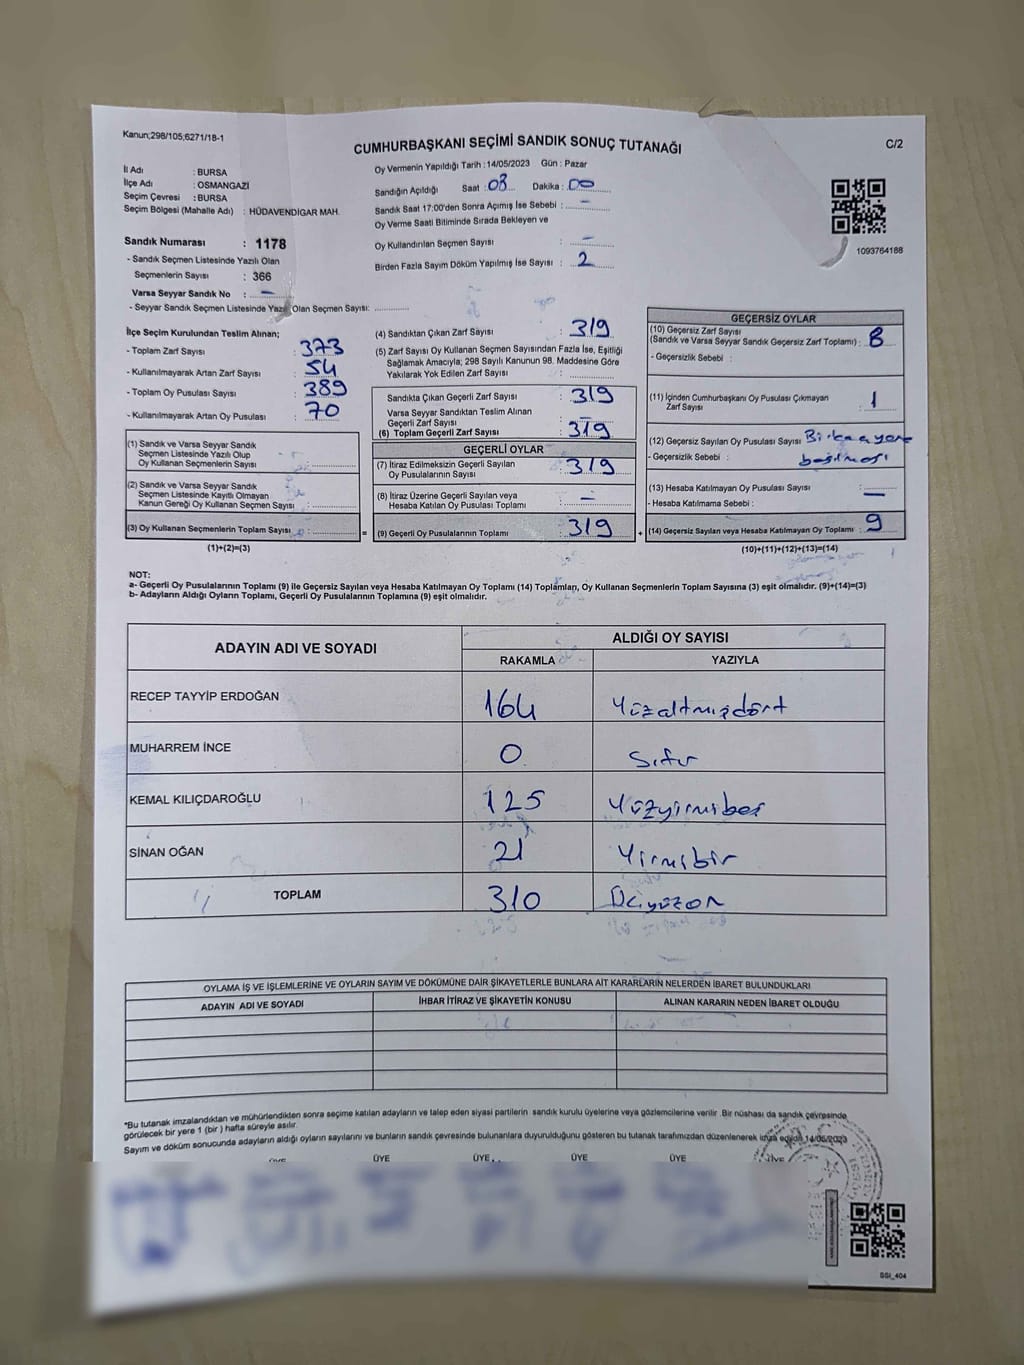 Kanun;298/105;6271/18-1
CUMHURBAŞKANI SEÇİMİ SANDIK SONUÇ TUTANAĞI
C/2
İl Adı : BURSA
İlçe Adı : OSMANGAZİ
Seçim Çevresi : BURSA
Seçim Bölgesi (Mahalle Adı) : HÜDAVENDİGAR MAH.
Sandık Numarası : 1178
- Sandık Seçmen Listesinde Yazılı Olan
Seçmenlerin Sayısı : 366
Varsa Seyyar Sandık No : -
- Seyyar Sandık Seçmen Listesinde Yazılı Olan Seçmen Sayısı:
Oy Vermenin Yapıldığı Tarih :14/05/2023 Gün : Pazar
Sandığın Açıldığı Saat : 08 Dakika : 00
Sandık Saat 17:00'den Sonra Açımış İse Sebebi : -
Oy Verme Saati Bitiminde Sırada Bekleyen ve
Oy Kullandırılan Seçmen Sayısı : -
Birden Fazla Sayım Döküm Yapılmış İse Sayısı : 2
1093764188
İlçe Seçim Kurulundan Teslim Alınan;
- Toplam Zarf Sayısı : 373
- Kullanılmayarak Artan Zarf Sayısı : 54
- Toplam Oy Pusulası Sayısı : 389
- Kullanılmayarak Artan Oy Pusulası : 70
(1) Sandık ve Varsa Seyyar Sandık
Seçmen Listesinde Yazılı Olup
Oy Kullanan Seçmenlerin Sayısı :
(2) Sandık ve Varsa Seyyar Sandık
Seçmen Listesinde Kayıtlı Olmayan
Kanun Gereği Oy Kullanan Seçmen Sayısı :
(3) Oy Kullanan Seçmenlerin Toplam Sayısı :
(1)+(2)=(3)
(4) Sandıktan Çıkan Zarf Sayısı : 319
(5) Zarf Sayısı Oy Kullanan Seçmen Sayısından Fazla İse, Eşitliği
Sağlamak Amacıyla; 298 Sayılı Kanunun 98. Maddesine Göre
Yakılarak Yok Edilen Zarf Sayısı :
Sandıkta Çıkan Geçerli Zarf Sayısı : 319
Varsa Seyyar Sandıktan Teslim Alınan
Geçerli Zarf Sayısı : -
(6) Toplam Geçerli Zarf Sayısı : 319
GEÇERLİ OYLAR
(7) İtiraz Edilmeksizin Geçerli Sayılan
Oy Pusulalarının Sayısı : 319
(8) İtiraz Üzerine Geçerli Sayılan veya
Hesaba Katılan Oy Pusulası Toplamı : -
(9) Geçerli Oy Pusulalarının Toplamı : 319
GEÇERSİZ OYLAR
(10) Geçersiz Zarf Sayısı
(Sandık ve Varsa Seyyar Sandık Geçersiz Zarf Toplamı) : 8
- Geçersizlik Sebebi :
(11) İçinden Cumhurbaşkanı Oy Pusulası Çıkmayan
Zarf Sayısı : 1
(12) Geçersiz Sayılan Oy Pusulası Sayısı Birkaç yere
- Geçersizlik Sebebi : basılması
(13) Hesaba Katılmayan Oy Pusulası Sayısı : -
- Hesaba Katılmama Sebebi :
(14) Geçersiz Sayılan veya Hesaba Katılmayan Oy Toplamı : 9
(10)+(11)+(12)+(13)=(14)
NOT:
a- Geçerli Oy Pusulalarının Toplamı (9) ile Geçersiz Sayılan veya Hesaba Katılmayan Oy Toplamı (14) Toplamları, Oy Kullanan Seçmenlerin Toplam Sayısına (3) eşit olmalıdır. (9)+(14)=(3)
b- Adayların Aldığı Oyların Toplamı, Geçerli Oy Pusulalarının Toplamına (9) eşit olmalıdır.
ADAYIN ADI VE SOYADI
ALDIĞI OY SAYISI
RAKAMLA YAZIYLA
RECEP TAYYİP ERDOĞAN 164 Yüzaltmışdört
MUHARREM İNCE 0 Sıfır
KEMAL KILIÇDAROĞLU 125 Yüzyirmibeş
SİNAN OĞAN 21 Yirmibir
TOPLAM 310 Üçyüzon
OYLAMA İŞ VE İŞLEMLERİNE VE OYLARIN SAYIM VE DÖKÜMÜNE DAİR ŞİKAYETLERLE BUNLARA AİT KARARLARIN NELERDEN İBARET BULUNDUKLARI
ADAYIN ADI VE SOYADI İHBAR İTİRAZ VE ŞİKAYETİN KONUSU ALINAN KARARIN NEDEN İBARET OLDUĞU
*Bu tutanak imzalandıktan ve mühürlendikten sonra seçime katılan adayların ve talep eden siyasi partilerin sandık kurulu üyelerine veya gözlemcilerine verilir. Bir nüshası da sandık çevresinde
görülecek bir yere 1 (bir) hafta süreyle asılır.
Sayım ve döküm sonucunda adayların aldığı oyların sayılarını ve bunların sandık çevresinde bulunanlara duyurulduğunu gösteren bu tutanak tarafımızdan düzenlenerek imza edildi. 14/05/2023
ÜYE ÜYE ÜYE ÜYE ÜYE ÜYE
SSI_404